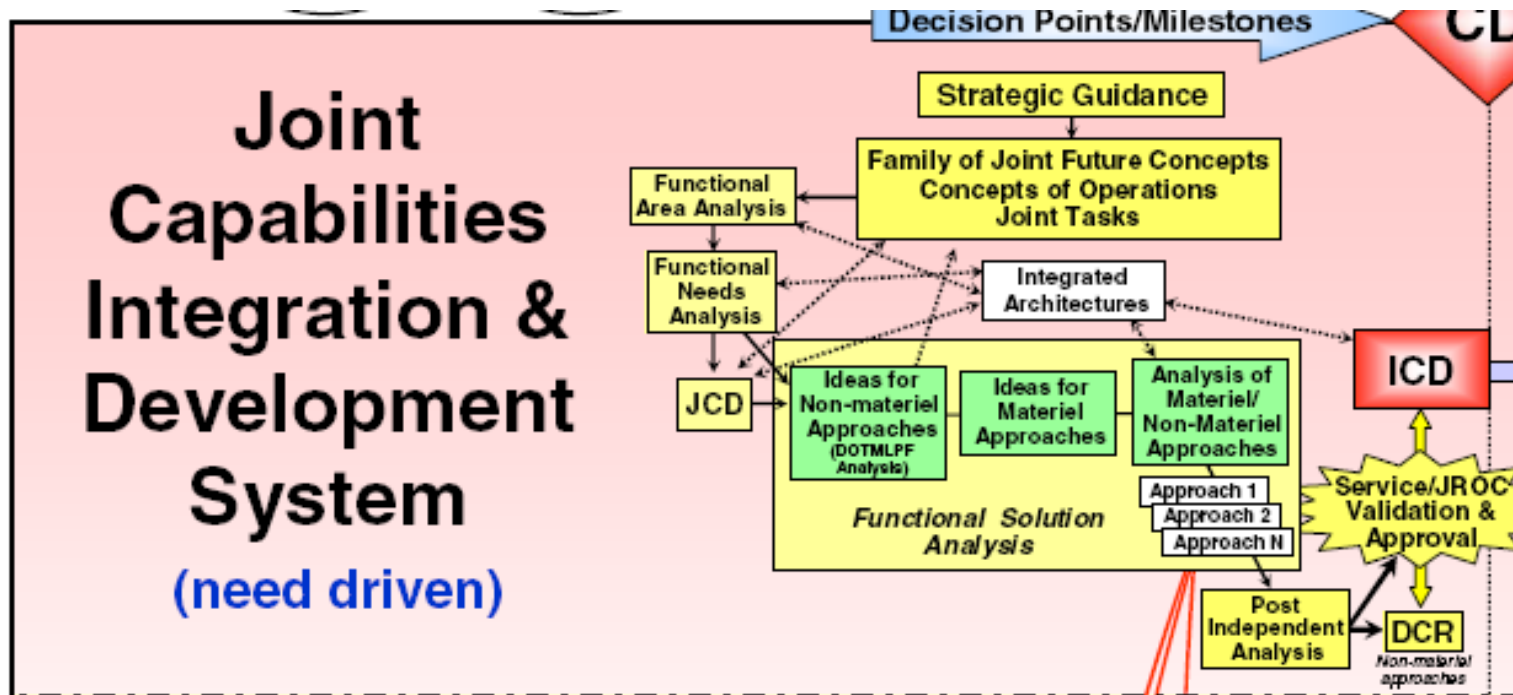 Decision Points/Milestones
CD
Joint
Capabilities
Integration &
Development
System
(need driven)
Strategic Guidance
Family of Joint Future Concepts
Concepts of Operations
Joint Tasks
Functional
Area Analysis
Functional
Needs
Analysis
Integrated
Architectures
JCD
Ideas for
Non-materiel
Approaches
(DOTMLPF
Analysis)
Ideas for
Materiel
Approaches
Analysis of
Materiel/
Non-Materiel
Approaches
ICD
Approach 1
Approach 2
Approach N
Functional Solution
Analysis
Service/JROC
Validation &
Approval
Post
Independent
Analysis
DCR
Non-materiel
approaches